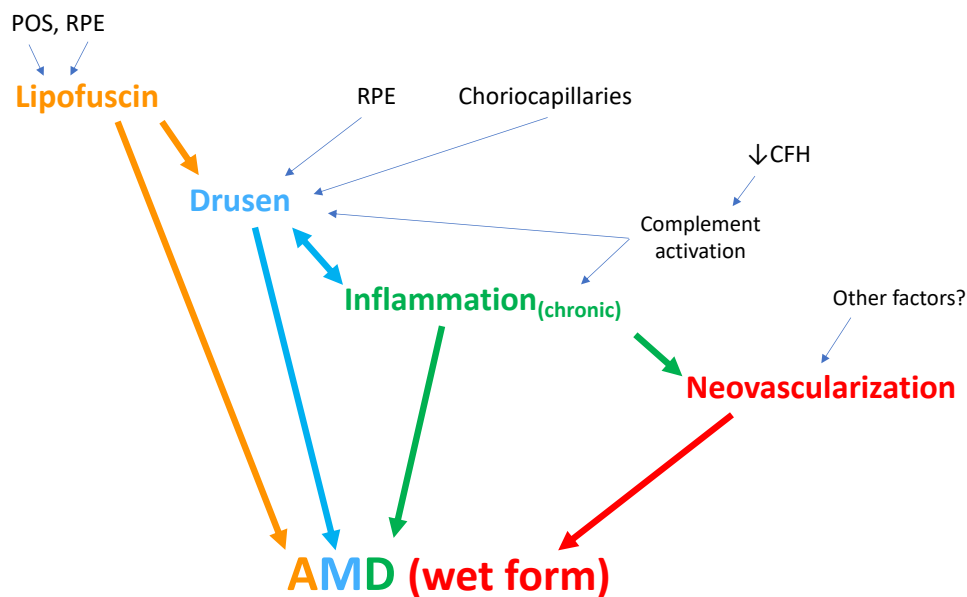 POS, RPE
Lipofuscin
RPE
Choriocapillaries
↓CFH
Drusen
Complement
activation
Inflammation(chronic)
Other factors?
Neovascularization
AMD (wet form)